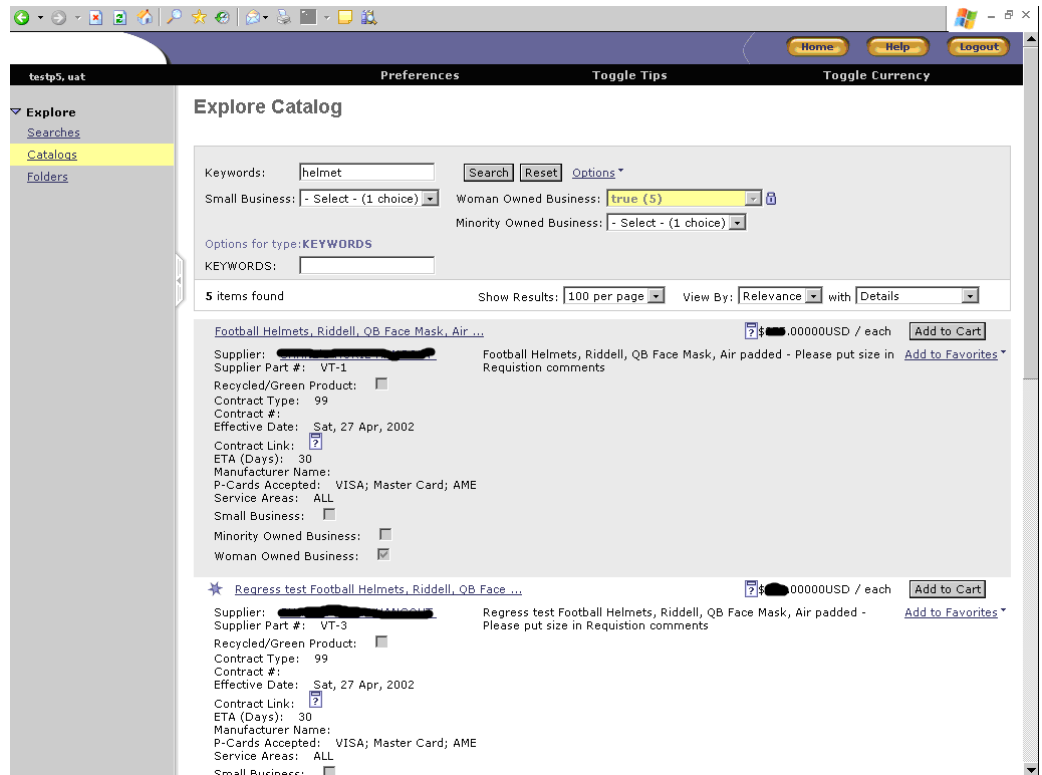 Home Help Logout
testp5, uat Preferences Toggle Tips Toggle Currency
Explore
Searches
Catalogs
Folders
Explore Catalog
Keywords: helmet Search Reset Options
Small Business: - Select - (1 choice) Woman Owned Business: true (5)
Minority Owned Business: - Select - (1 choice)
Options for type:KEYWORDS
KEYWORDS:
5 items found Show Results: 100 per page View By: Relevance with Details
Football Helmets, Riddell, QB Face Mask, Air ... $ .00000USD / each Add to Cart
Supplier: Football Helmets, Riddell, QB Face Mask, Air padded - Please put size in Add to Favorites
Supplier Part #: VT-1 Requistion comments
Recycled/Green Product:
Contract Type: 99
Contract #:
Effective Date: Sat, 27 Apr, 2002
Contract Link: ?
ETA (Days): 30
Manufacturer Name:
P-Cards Accepted: VISA; Master Card; AME
Service Areas: ALL
Small Business:
Minority Owned Business:
Woman Owned Business:
Regress test Football Helmets, Riddell, QB Face ... $ .00000USD / each Add to Cart
Supplier: Regress test Football Helmets, Riddell, QB Face Mask, Air padded - Add to Favorites
Supplier Part #: VT-3 Please put size in Requistion comments
Recycled/Green Product:
Contract Type: 99
Contract #:
Effective Date: Sat, 27 Apr, 2002
Contract Link: ?
ETA (Days): 30
Manufacturer Name:
P-Cards Accepted: VISA; Master Card; AME
Service Areas: ALL
Small Business: